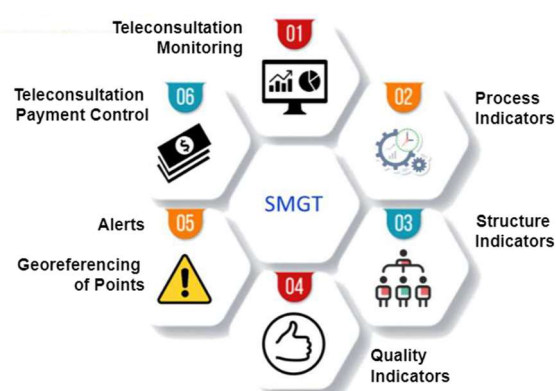 Teleconsultation
Monitoring
01
02
Process
Indicators
03
Structure
Indicators
04
Quality
Indicators
05
Alerts
Georeferencing
of Points
06
Teleconsultation
Payment Control
SMGT